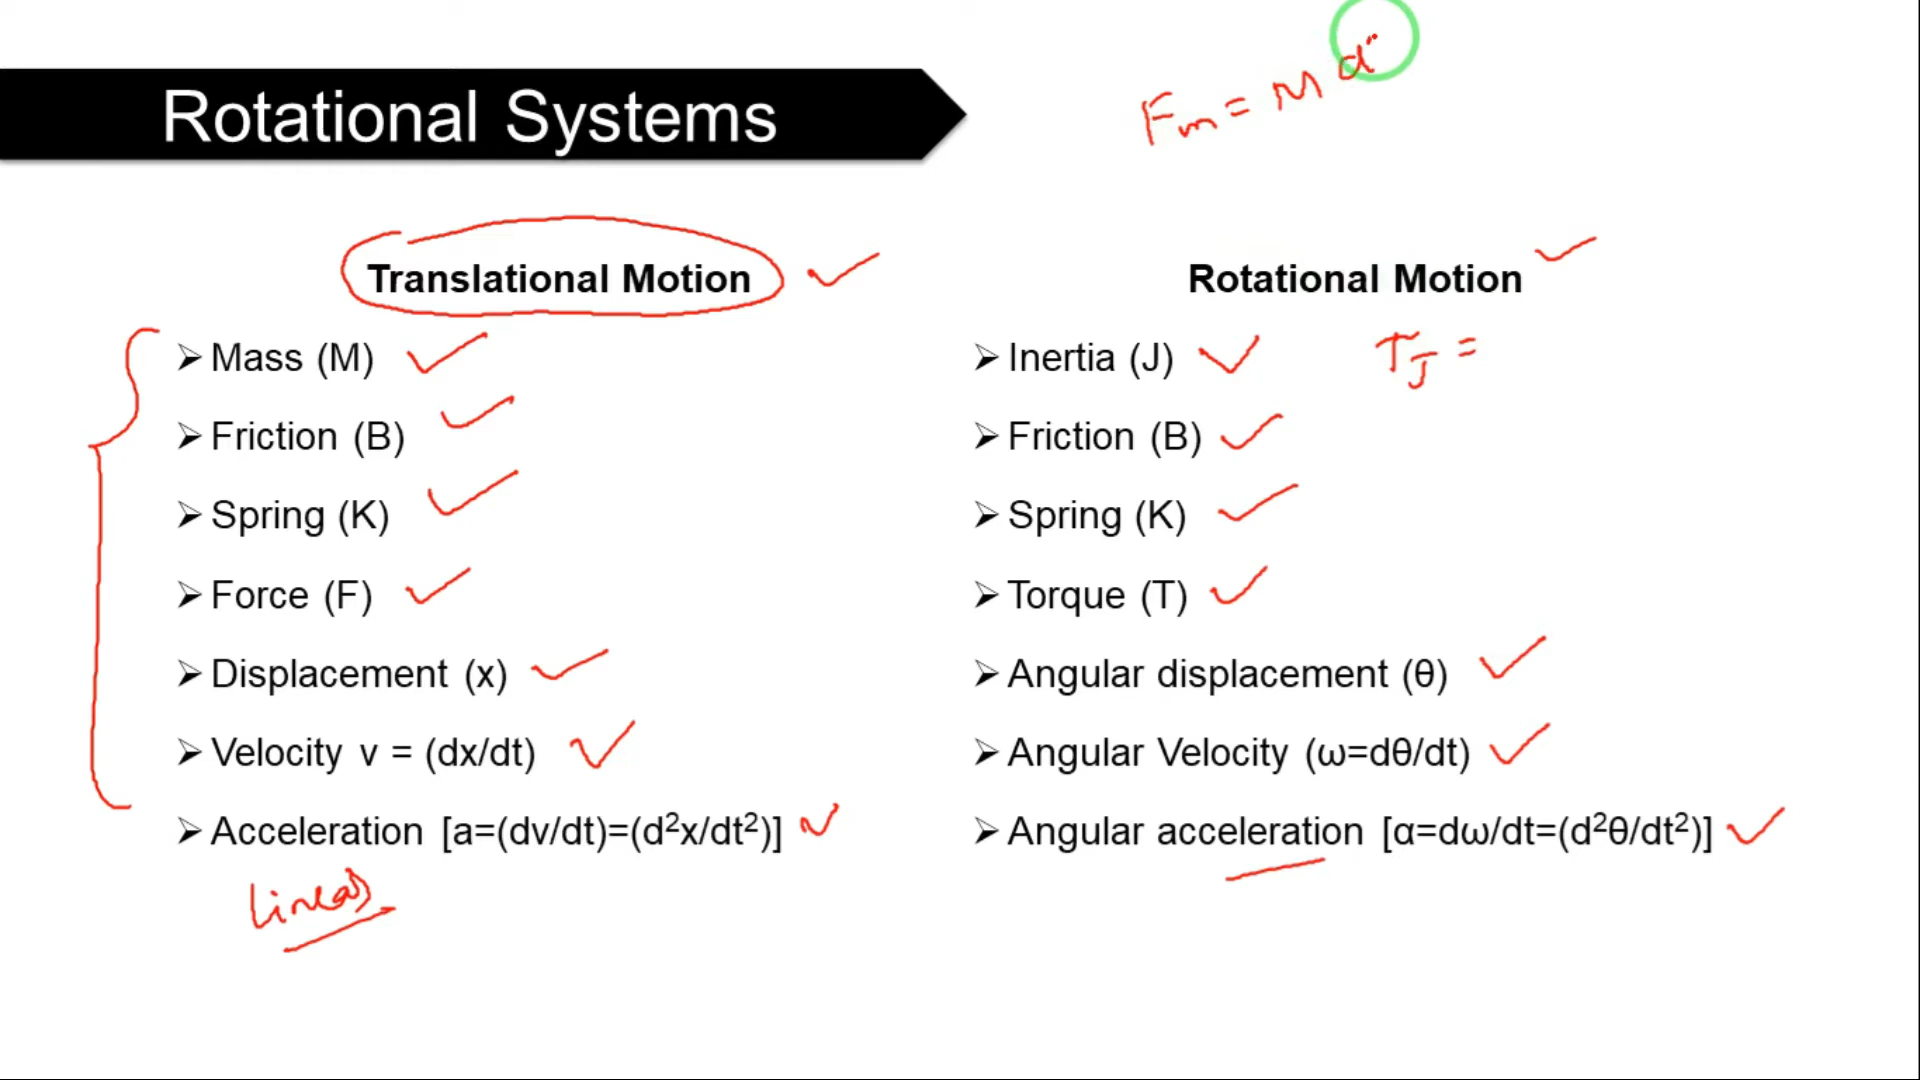 Rotational Systems
Fm = M d
Translational Motion
➢ Mass (M)
➢ Friction (B)
➢ Spring (K)
➢ Force (F)
➢ Displacement (x)
➢ Velocity v = (dx/dt)
➢ Acceleration [a=(dv/dt)=(d²x/dt²)]
Linear
Rotational Motion
➢ Inertia (J)
TJ =
➢ Friction (B)
➢ Spring (K)
➢ Torque (T)
➢ Angular displacement (θ)
➢ Angular Velocity (ω=dθ/dt)
➢ Angular acceleration [α=dω/dt=(d²θ/dt²)]